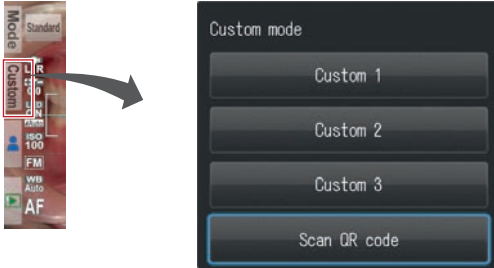 Mode
Standard
Custom
ISO
100
FM
WB
Auto
AF
Custom mode
Custom 1
Custom 2
Custom 3
Scan QR code